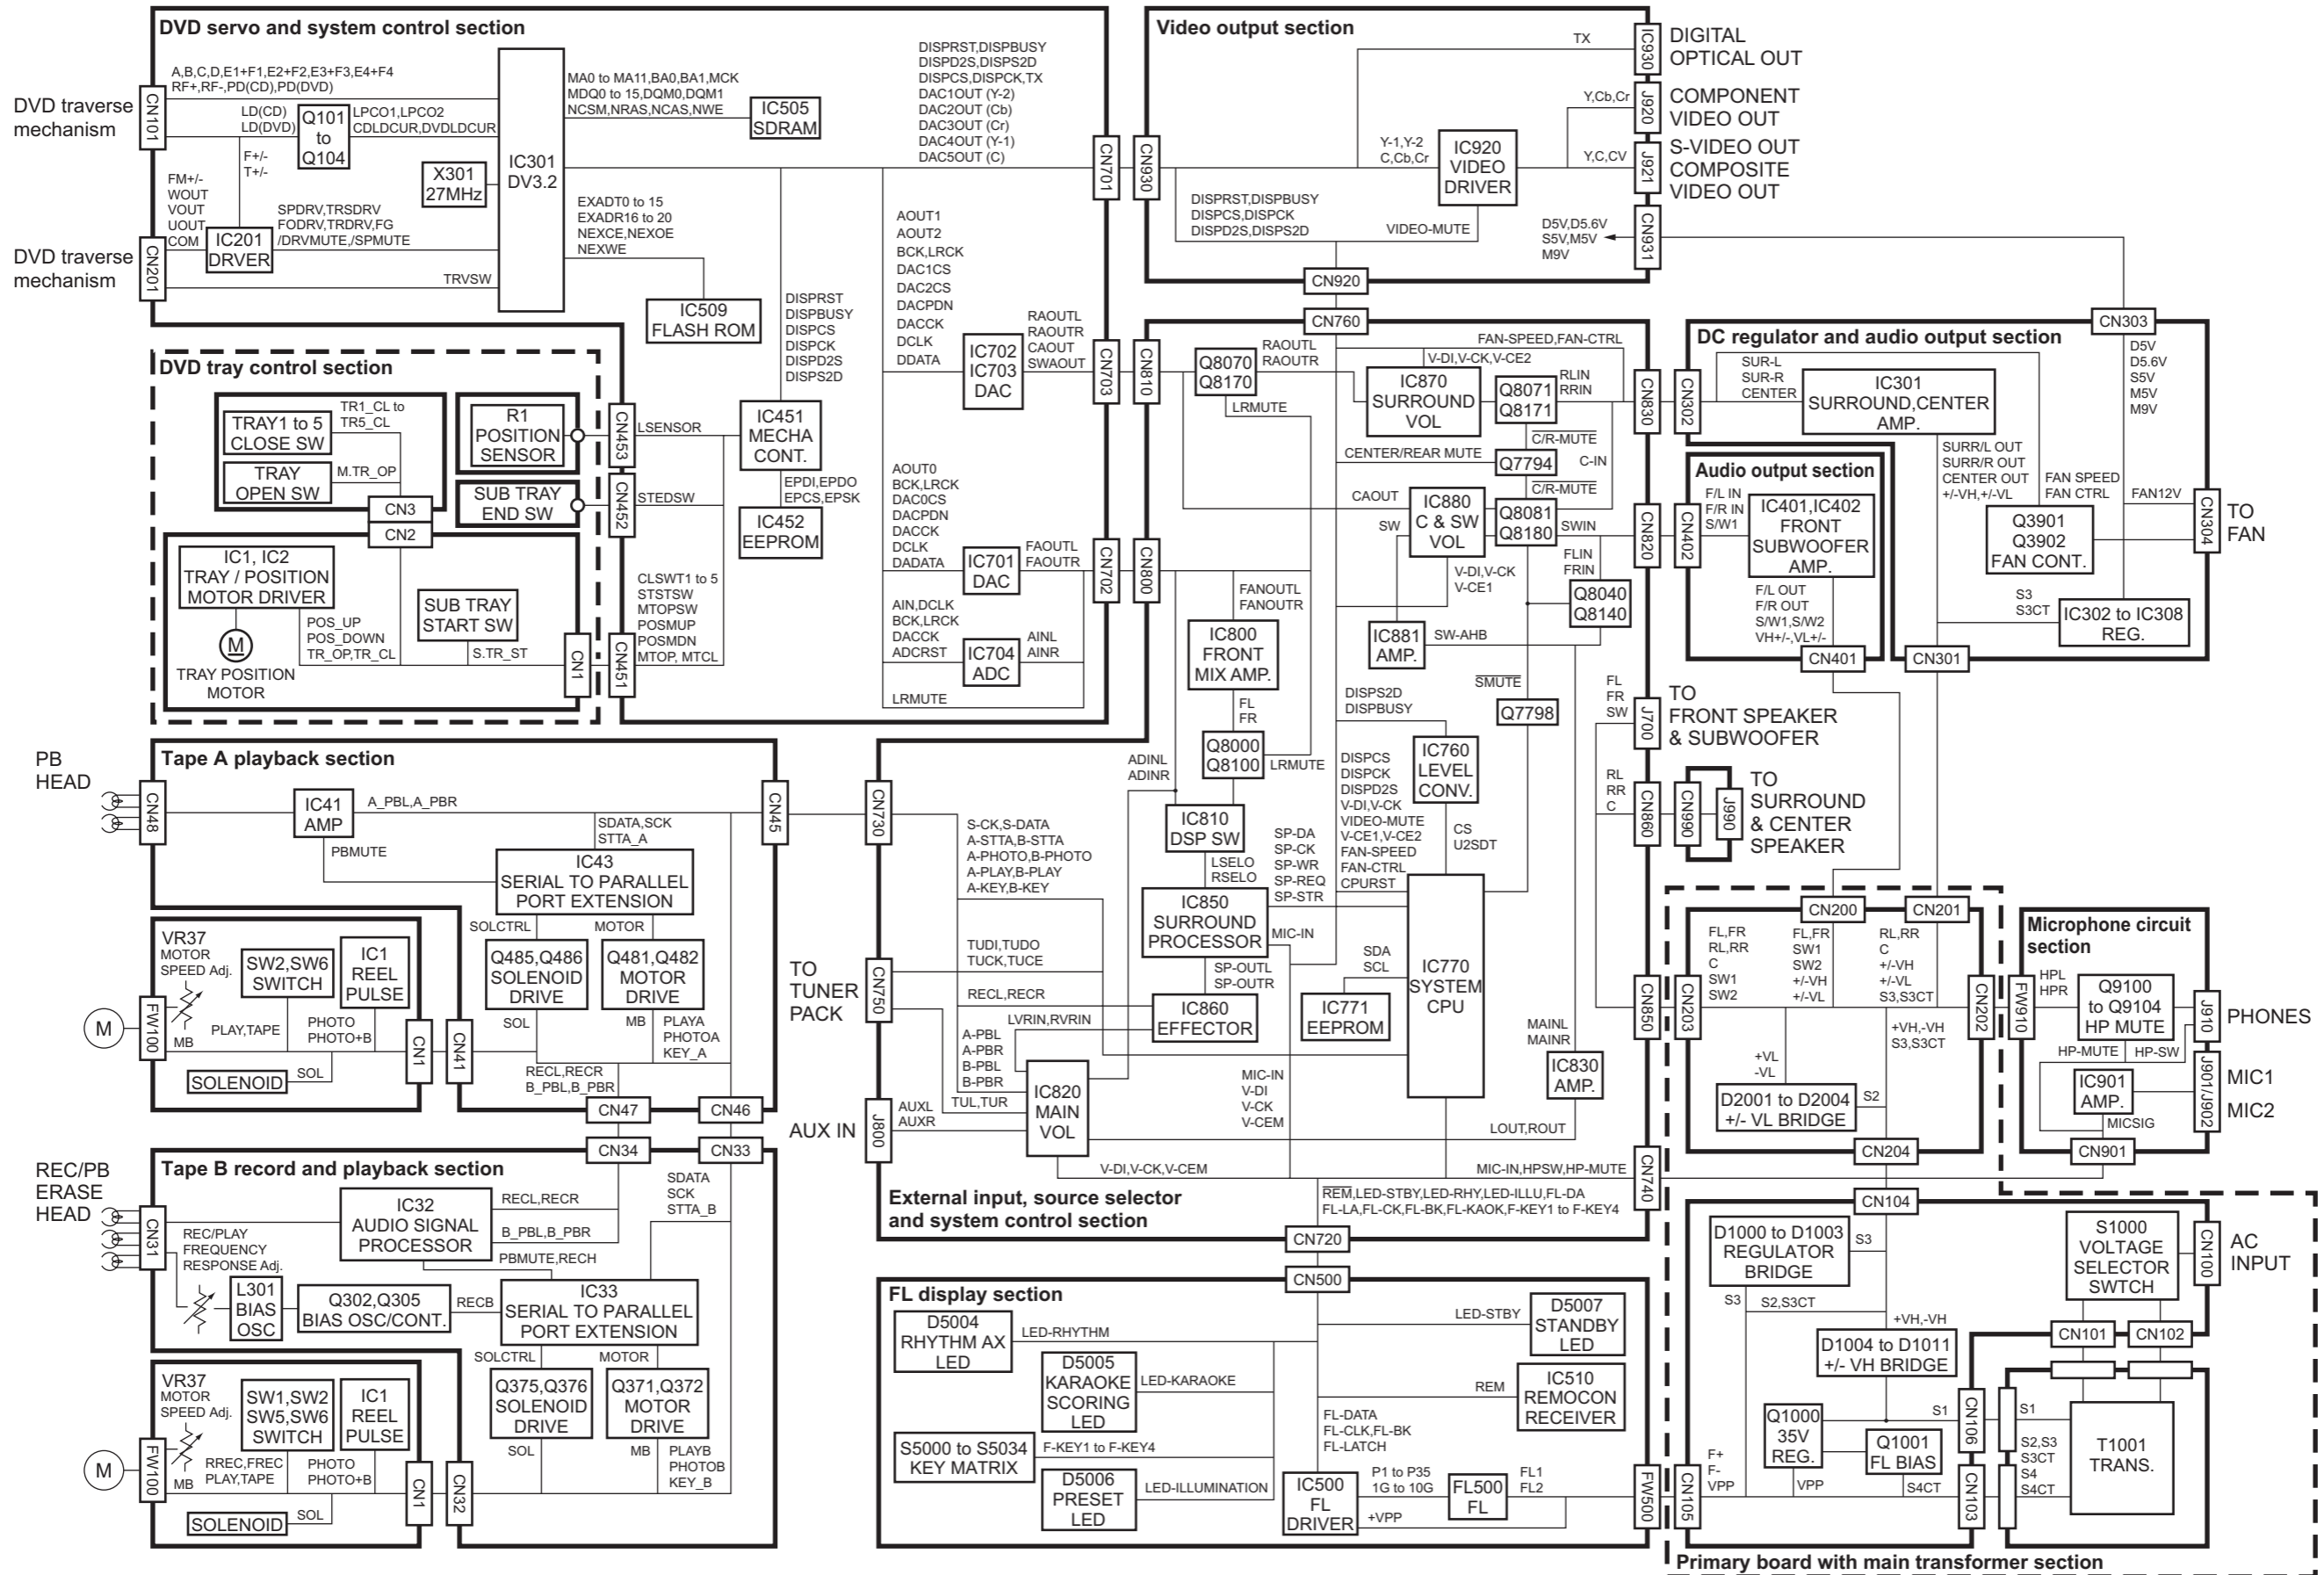 DVD servo and system control section
A,B,C,D,E1+F1,E2+F2,E3+F3,E4+F4
RF+,RF-,PD(CD),PD(DVD)
DVD traverse
mechanism
CN101
LD(CD)
LD(DVD)
Q101
to
Q104
LPCO1,LPCO2
CDLDCUR,DVDLDCUR
F+/-
T+/-
X301
27MHz
IC301
DV3.2
FM+/-
WOUT
VOUT
UOUT
COM
IC201
DRVER
SPDRV,TRSDRV
FODRV,TRDRV,FG
/DRVMUTE,/SPMUTE
DVD traverse
mechanism
CN201
TRVSW
MA0 to MA11,BA0,BA1,MCK
MDQ0 to 15,DQM0,DQM1
NCSM,NRAS,NCAS,NWE
IC505
SDRAM
EXADT0 to 15
EXADR16 to 20
NEXCE,NEXOE
NEXWE
IC509
FLASH ROM
DISPRST,DISPBUSY
DISPD2S,DISPS2D
DISPCS,DISPCK,TX
DAC1OUT (Y-2)
DAC2OUT (Cb)
DAC3OUT (Cr)
DAC4OUT (Y-1)
DAC5OUT (C)
CN701
DISPRST
DISPBUSY
DISPCS
DISPCK
DISPD2S
DISPS2D
AOUT1
AOUT2
BCK,LRCK
DAC1CS
DAC2CS
DACPDN
DACCK
DCLK
DDATA
IC702
IC703
DAC
RAOUTL
RAOUTR
CAOUT
SWAOUT
CN703
IC451
MECHA
CONT.
EPDI,EPDO
EPCS,EPSK
IC452
EEPROM
AOUT0
BCK,LRCK
DAC0CS
DACPDN
DACCK
DCLK
DADATA
IC701
DAC
FAOUTL
FAOUTR
CN702
AIN,DCLK
BCK,LRCK
DACCK
ADCRST
IC704
ADC
AINL
AINR
LRMUTE
CN453
LSENSOR
CN452
STEDSW
CLSWT1 to 5
STSTSW
MTOPSW
POSMUP
POSMDN
MTOP, MTCL
CN451
DVD tray control section
TRAY1 to 5
CLOSE SW
TR1_CL to
TR5_CL
TRAY
OPEN SW
M.TR_OP
CN3
R1
POSITION
SENSOR
SUB TRAY
END SW
CN2
IC1, IC2
TRAY / POSITION
MOTOR DRIVER
M
TRAY POSITION
MOTOR
POS_UP
POS_DOWN
TR_OP,TR_CL
SUB TRAY
START SW
S.TR_ST
CN1
Video output section
CN930
TX
IC930
DIGITAL
OPTICAL OUT
Y,Cb,Cr
J920
COMPONENT
VIDEO OUT
Y-1,Y-2
C,Cb,Cr
IC920
VIDEO
DRIVER
Y,C,CV
J921
S-VIDEO OUT
COMPOSITE
VIDEO OUT
DISPRST,DISPBUSY
DISPCS,DISPCK
DISPD2S,DISPS2D
VIDEO-MUTE
D5V,D5.6V
S5V,M5V
M9V
CN931
CN920
CN760
CN810
Q8070
Q8170
RAOUTL
RAOUTR
LRMUTE
FAN-SPEED,FAN-CTRL
V-DI,V-CK,V-CE2
IC870
SURROUND
VOL
Q8071
Q8171
RLIN
RRIN
CN830
C/R-MUTE
CENTER/REAR MUTE
Q7794
C-IN
C/R-MUTE
CAOUT
IC880
C & SW
VOL
Q8081
Q8180
SWIN
CN820
SW
V-DI,V-CK
V-CE1
FLIN
FRIN
Q8040
Q8140
IC881
AMP.
SW-AHB
CN800
FANOUTL
FANOUTR
IC800
FRONT
MIX AMP.
FL
FR
Q8000
Q8100
LRMUTE
ADINL
ADINR
IC810
DSP SW
LSELO
RSELO
IC850
SURROUND
PROCESSOR
SP-OUTL
SP-OUTR
IC860
EFFECTOR
SP-DA
SP-CK
SP-WR
SP-REQ
SP-STR
MIC-IN
DISPS2D
DISPBUSY
DISPCS
DISPCK
DISPD2S
V-DI,V-CK
VIDEO-MUTE
V-CE1,V-CE2
FAN-SPEED
FAN-CTRL
CPURST
IC760
LEVEL
CONV.
CS
U2SDT
SMUTE
Q7798
SDA
SCL
IC771
EEPROM
IC770
SYSTEM
CPU
MAINL
MAINR
IC830
AMP.
LOUT,ROUT
CN730
S-CK,S-DATA
A-STTA,B-STTA
A-PHOTO,B-PHOTO
A-PLAY,B-PLAY
A-KEY,B-KEY
TO
TUNER
PACK
CN750
TUDI,TUDO
TUCK,TUCE
RECL,RECR
LVRIN,RVRIN
A-PBL
A-PBR
B-PBL
B-PBR
TUL,TUR
IC820
MAIN
VOL
AUX IN
J800
AUXL
AUXR
MIC-IN
V-DI
V-CK
V-CEM
V-DI,V-CK,V-CEM
MIC-IN,HPSW,HP-MUTE
CN740
External input, source selector
and system control section
REM,LED-STBY,LED-RHY,LED-ILLU,FL-DA
FL-LA,FL-CK,FL-BK,FL-KAOK,F-KEY1 to F-KEY4
CN720
FL
FR
SW
J700
TO
FRONT SPEAKER
& SUBWOOFER
RL
RR
C
CN860
CN990
J990
TO
SURROUND
& CENTER
SPEAKER
CN850
DC regulator and audio output section
CN303
CN302
SUR-L
SUR-R
CENTER
IC301
SURROUND,CENTER
AMP.
D5V
D5.6V
S5V
M5V
M9V
SURR/L OUT
SURR/R OUT
CENTER OUT
+/-VH,+/-VL
FAN SPEED
FAN CTRL
FAN12V
Q3901
Q3902
FAN CONT.
CN304
TO
FAN
S3
S3CT
IC302 to IC308
REG.
CN301
Audio output section
CN402
F/L IN
F/R IN
S/W1
IC401,IC402
FRONT
SUBWOOFER
AMP.
F/L OUT
F/R OUT
S/W1,S/W2
VH+/-,VL+/-
CN401
Tape A playback section
PB
HEAD
CN48
IC41
AMP
A_PBL,A_PBR
CN45
PBMUTE
SDATA,SCK
STTA_A
IC43
SERIAL TO PARALLEL
PORT EXTENSION
SOLCTRL
MOTOR
Q485,Q486
SOLENOID
DRIVE
Q481,Q482
MOTOR
DRIVE
SOL
MB
PLAYA
PHOTOA
KEY_A
VR37
MOTOR
SPEED Adj.
SW2,SW6
SWITCH
IC1
REEL
PULSE
M
FW100
MB
PLAY,TAPE
PHOTO
PHOTO+B
CN1
CN41
SOLENOID
SOL
RECL,RECR
B_PBL,B_PBR
CN47
CN46
CN34
CN33
Tape B record and playback section
REC/PB
ERASE
HEAD
CN31
IC32
AUDIO SIGNAL
PROCESSOR
RECL,RECR
B_PBL,B_PBR
SDATA
SCK
STTA_B
REC/PLAY
FREQUENCY
RESPONSE Adj.
PBMUTE,RECH
L301
BIAS
OSC
Q302,Q305
BIAS OSC/CONT.
RECB
IC33
SERIAL TO PARALLEL
PORT EXTENSION
SOLCTRL
MOTOR
Q375,Q376
SOLENOID
DRIVE
Q371,Q372
MOTOR
DRIVE
SOL
MB
PLAYB
PHOTOB
KEY_B
VR37
MOTOR
SPEED Adj.
SW1,SW2
SW5,SW6
SWITCH
IC1
REEL
PULSE
M
FW100
MB
RREC,FREC
PLAY,TAPE
PHOTO
PHOTO+B
CN1
CN32
SOLENOID
SOL
CN500
FL display section
D5004
RHYTHM AX
LED
LED-RHYTHM
D5005
KARAOKE
SCORING
LED
LED-KARAOKE
S5000 to S5034
KEY MATRIX
F-KEY1 to F-KEY4
D5006
PRESET
LED
LED-ILLUMINATION
LED-STBY
D5007
STANDBY
LED
REM
IC510
REMOCON
RECEIVER
FL-DATA
FL-CLK,FL-BK
FL-LATCH
IC500
FL
DRIVER
P1 to P35
1G to 10G
FL500
FL
FL1
FL2
+VPP
FW500
CN200
CN201
FL,FR
RL,RR
C
SW1
SW2
FL,FR
SW1
SW2
+/-VH
+/-VL
RL,RR
C
+/-VH
+/-VL
S3,S3CT
CN203
CN202
+VL
-VL
+VH,-VH
S3,S3CT
D2001 to D2004
+/- VL BRIDGE
S2
CN204
Microphone circuit
section
FW910
HPL
HPR
Q9100
to Q9104
HP MUTE
J910
PHONES
HP-MUTE
HP-SW
IC901
AMP.
J901/J902
MIC1
MIC2
MICSIG
CN901
CN104
D1000 to D1003
REGULATOR
BRIDGE
S3
S1000
VOLTAGE
SELECTOR
SWTCH
CN100
AC
INPUT
S3
S2,S3CT
+VH,-VH
D1004 to D1011
+/- VH BRIDGE
CN101
CN102
Q1000
35V
REG.
S1
Q1001
FL BIAS
CN106
S1
S2,S3
S3CT
S4
S4CT
T1001
TRANS.
F+
F-
VPP
CN105
VPP
S4CT
CN103
Primary board with main transformer section